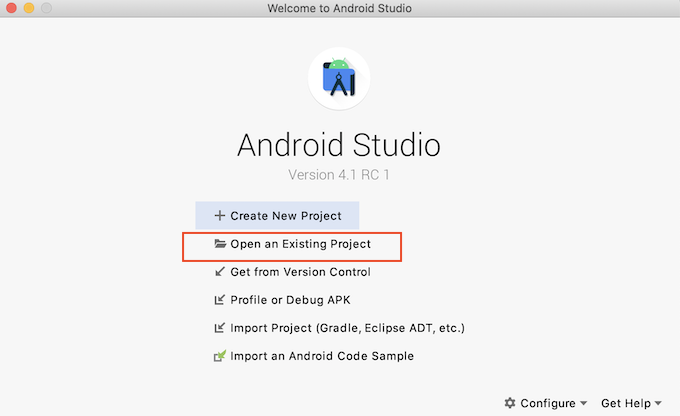 Welcome to Android Studio
Android Studio
Version 4.1 RC 1
Create New Project
Open an Existing Project
Get from Version Control
Profile or Debug APK
Import Project (Gradle, Eclipse ADT, etc.)
Import an Android Code Sample
Configure Get Help